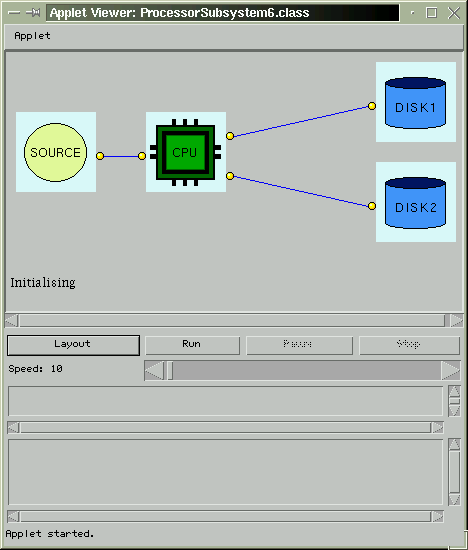 Applet Viewer: ProcessorSubsystem6.class
Applet
SOURCE
CPU
DISK1
DISK2
Initialising
Layout Run Pause Stop
Speed: 10
Applet started.